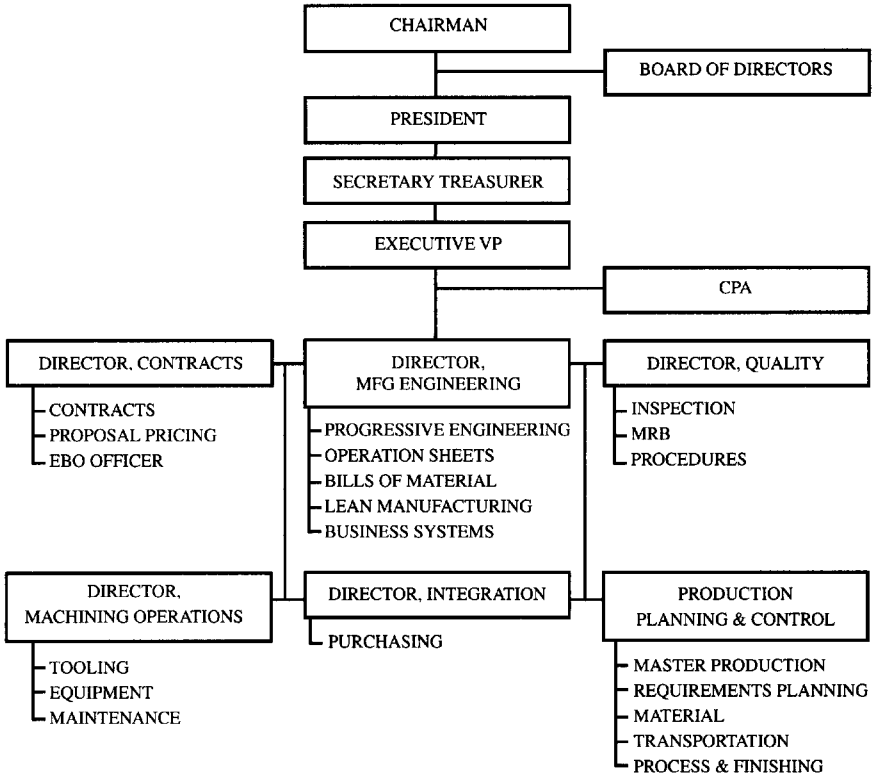 CHAIRMAN
BOARD OF DIRECTORS
PRESIDENT
SECRETARY TREASURER
EXECUTIVE VP
CPA
DIRECTOR, CONTRACTS
CONTRACTS
PROPOSAL PRICING
EBO OFFICER
DIRECTOR,
MFG ENGINEERING
PROGRESSIVE ENGINEERING
OPERATION SHEETS
BILLS OF MATERIAL
LEAN MANUFACTURING
BUSINESS SYSTEMS
DIRECTOR, QUALITY
INSPECTION
MRB
PROCEDURES
DIRECTOR,
MACHINING OPERATIONS
TOOLING
EQUIPMENT
MAINTENANCE
DIRECTOR, INTEGRATION
PURCHASING
PRODUCTION
PLANNING & CONTROL
MASTER PRODUCTION
REQUIREMENTS PLANNING
MATERIAL
TRANSPORTATION
PROCESS & FINISHING